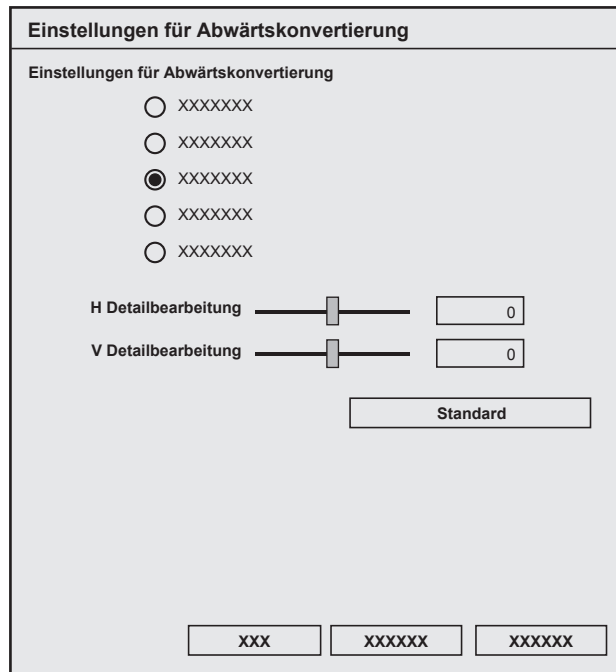 Einstellungen für Abwärtskonvertierung
Einstellungen für Abwärtskonvertierung
XXXXXXX
XXXXXXX
XXXXXXX
XXXXXXX
XXXXXXX
H Detailbearbeitung 0
V Detailbearbeitung 0
Standard
XXX XXXXXX XXXXXX